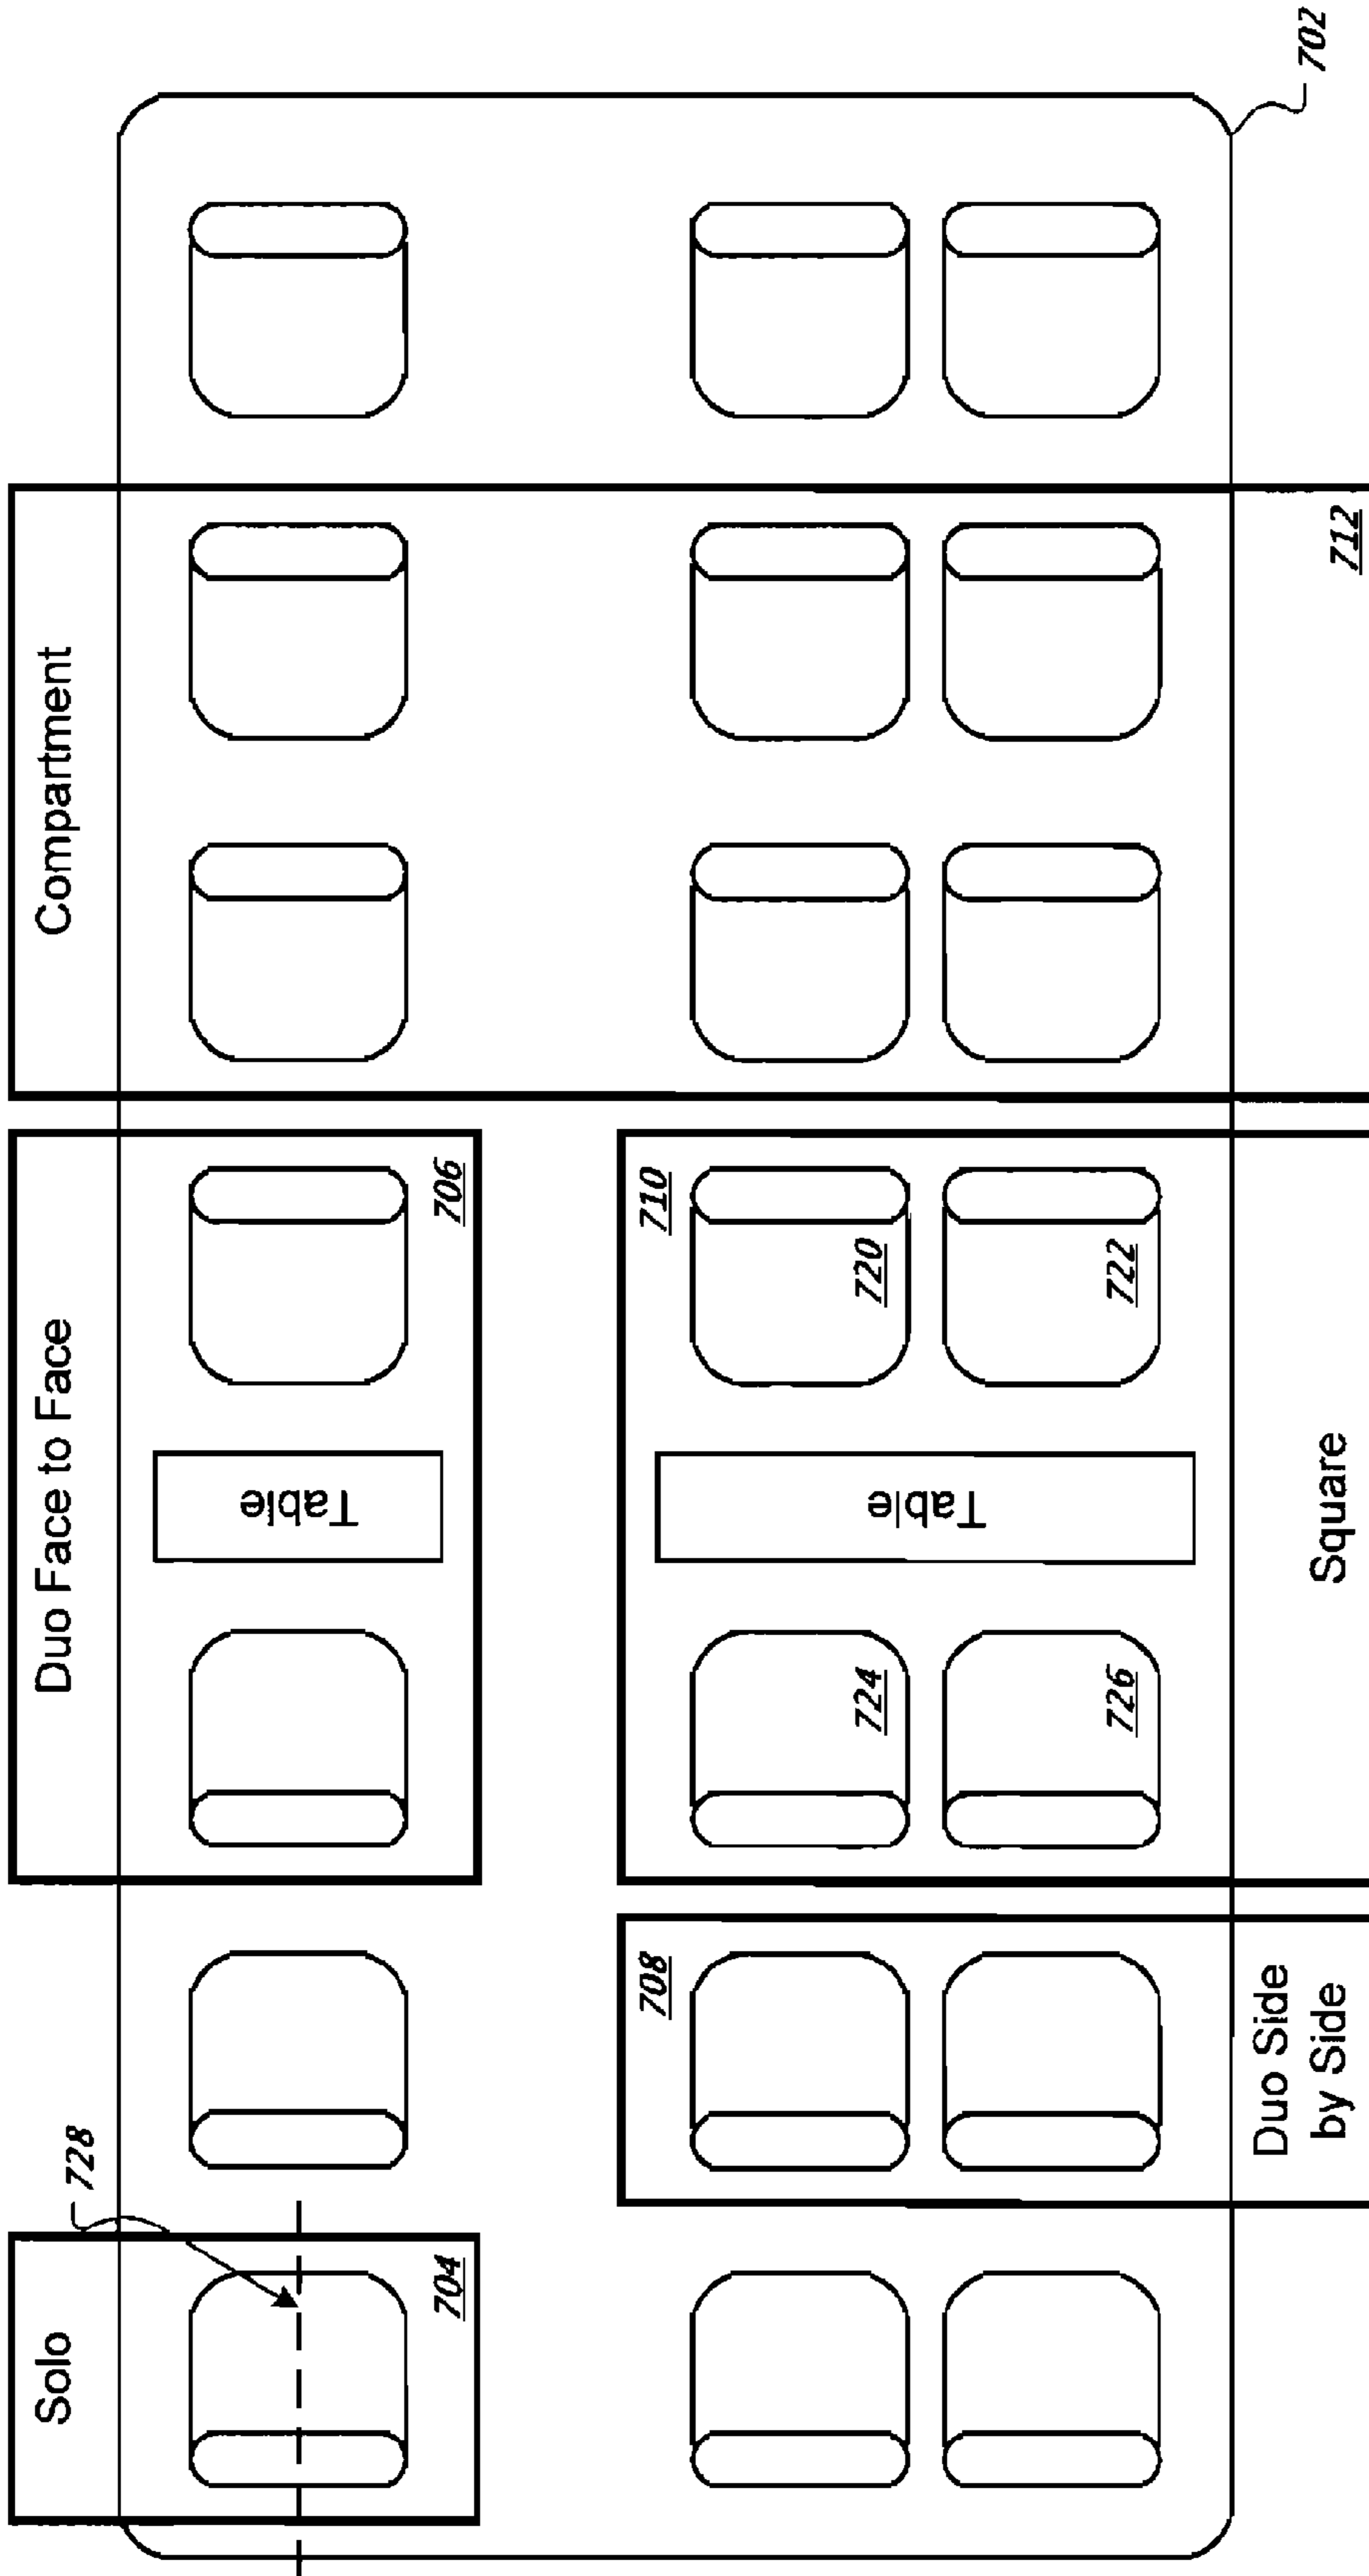 Solo
Duo Face to Face
Compartment
728
704
706
Table
708
710
720
722
724
726
Table
712
702
Duo Side
by Side
Square